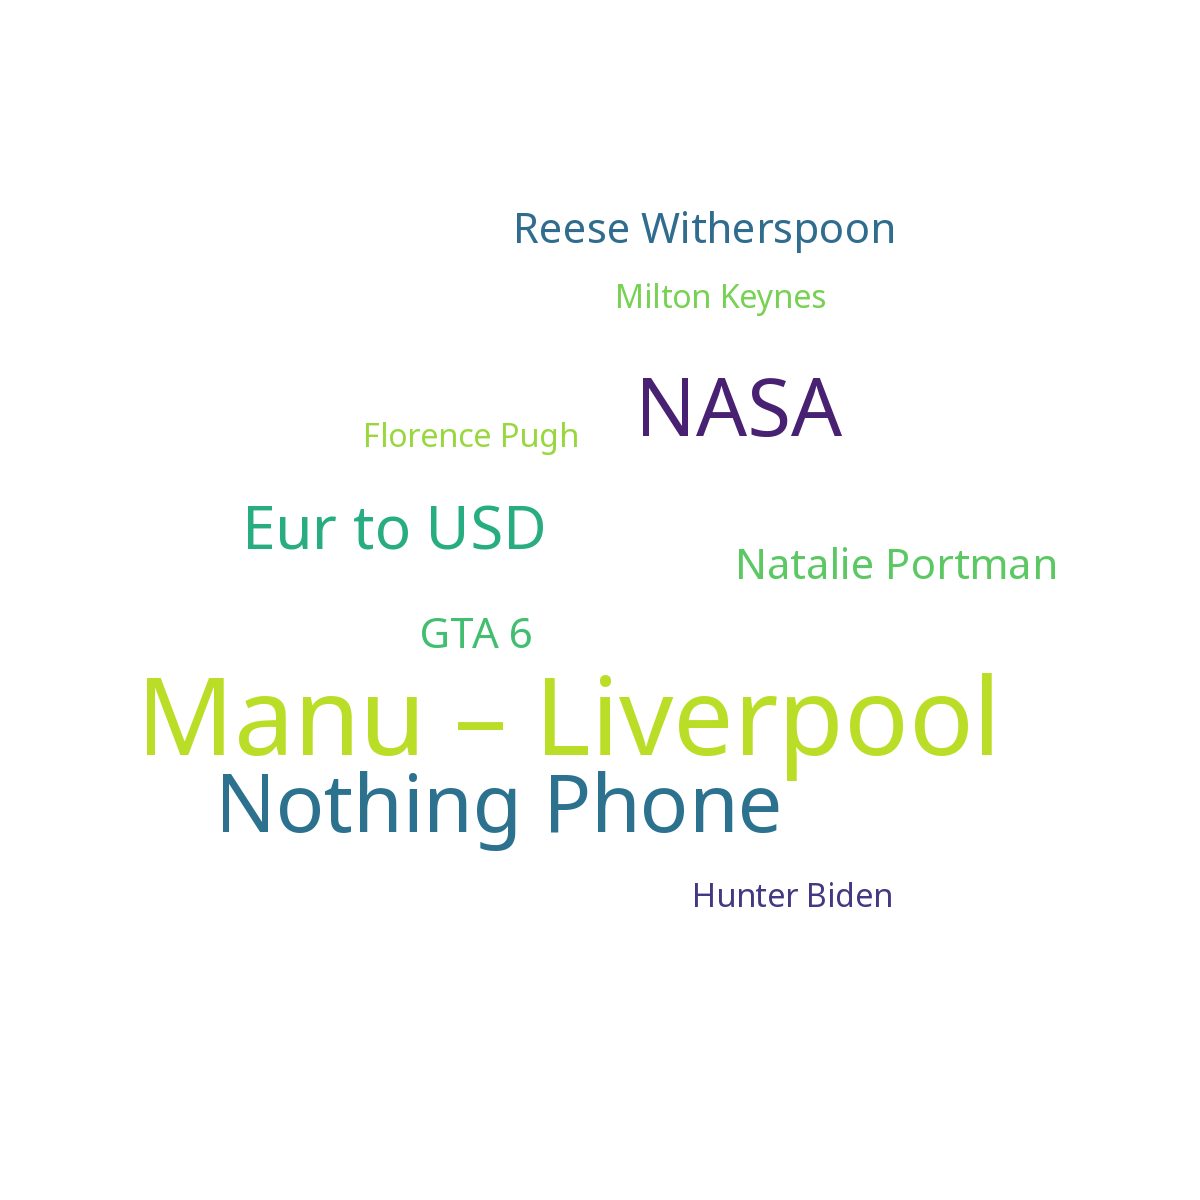 Reese Witherspoon
Milton Keynes
NASA
Florence Pugh
Eur to USD
Natalie Portman
GTA 6
Manu – Liverpool
Nothing Phone
Hunter Biden